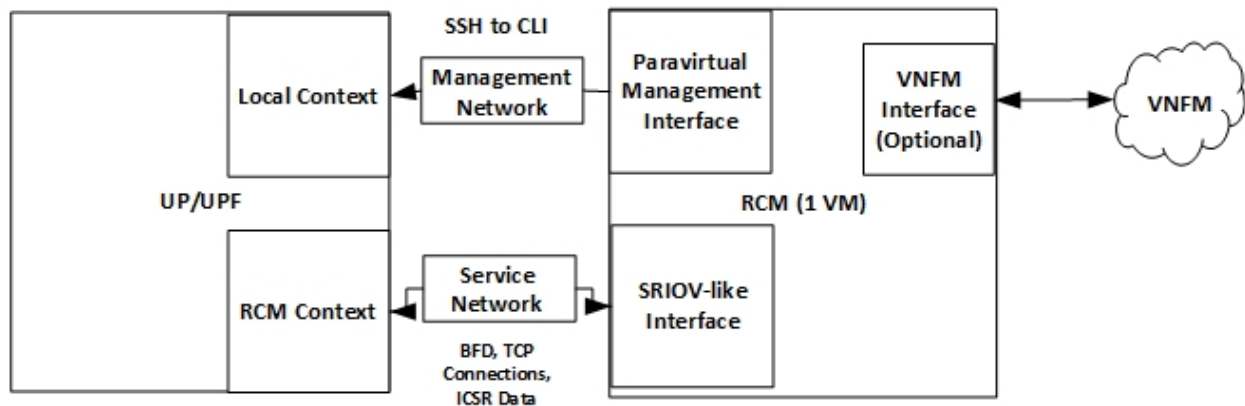 SSH to CLI
Local Context
Management
Network
Paravirtual
Management
Interface
VNFM
Interface
(Optional)
VNFM
UP/UPF
RCM (1 VM)
RCM Context
Service
Network
SRIOV-like
Interface
BFD, TCP
Connections,
ICSR Data